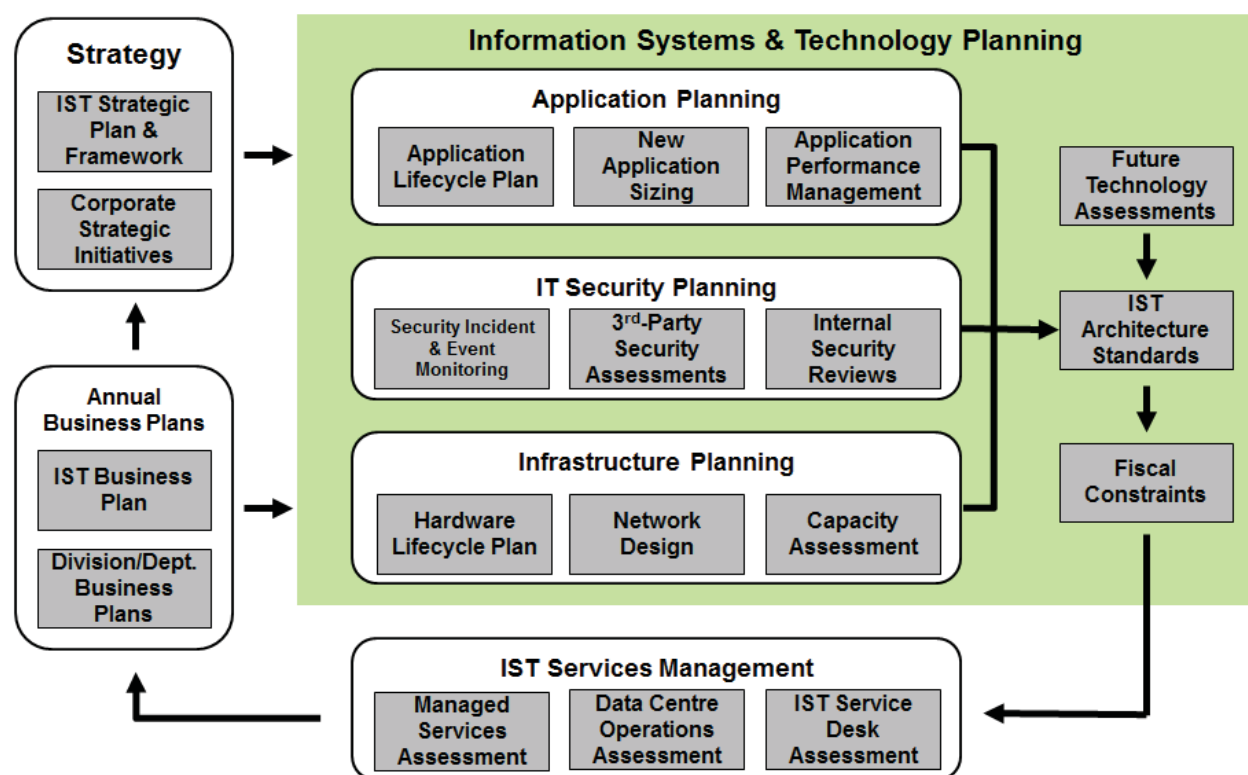 Strategy
IST Strategic
Plan &
Framework
Corporate
Strategic
Initiatives
Annual
Business Plans
IST Business
Plan
Division/Dept.
Business
Plans
Information Systems & Technology Planning
Application Planning
Application
Lifecycle Plan
New
Application
Sizing
Application
Performance
Management
IT Security Planning
Security Incident
& Event
Monitoring
3rd-Party
Security
Assessments
Internal
Security
Reviews
Infrastructure Planning
Hardware
Lifecycle Plan
Network
Design
Capacity
Assessment
Future
Technology
Assessments
IST
Architecture
Standards
Fiscal
Constraints
IST Services Management
Managed
Services
Assessment
Data Centre
Operations
Assessment
IST Service
Desk
Assessment